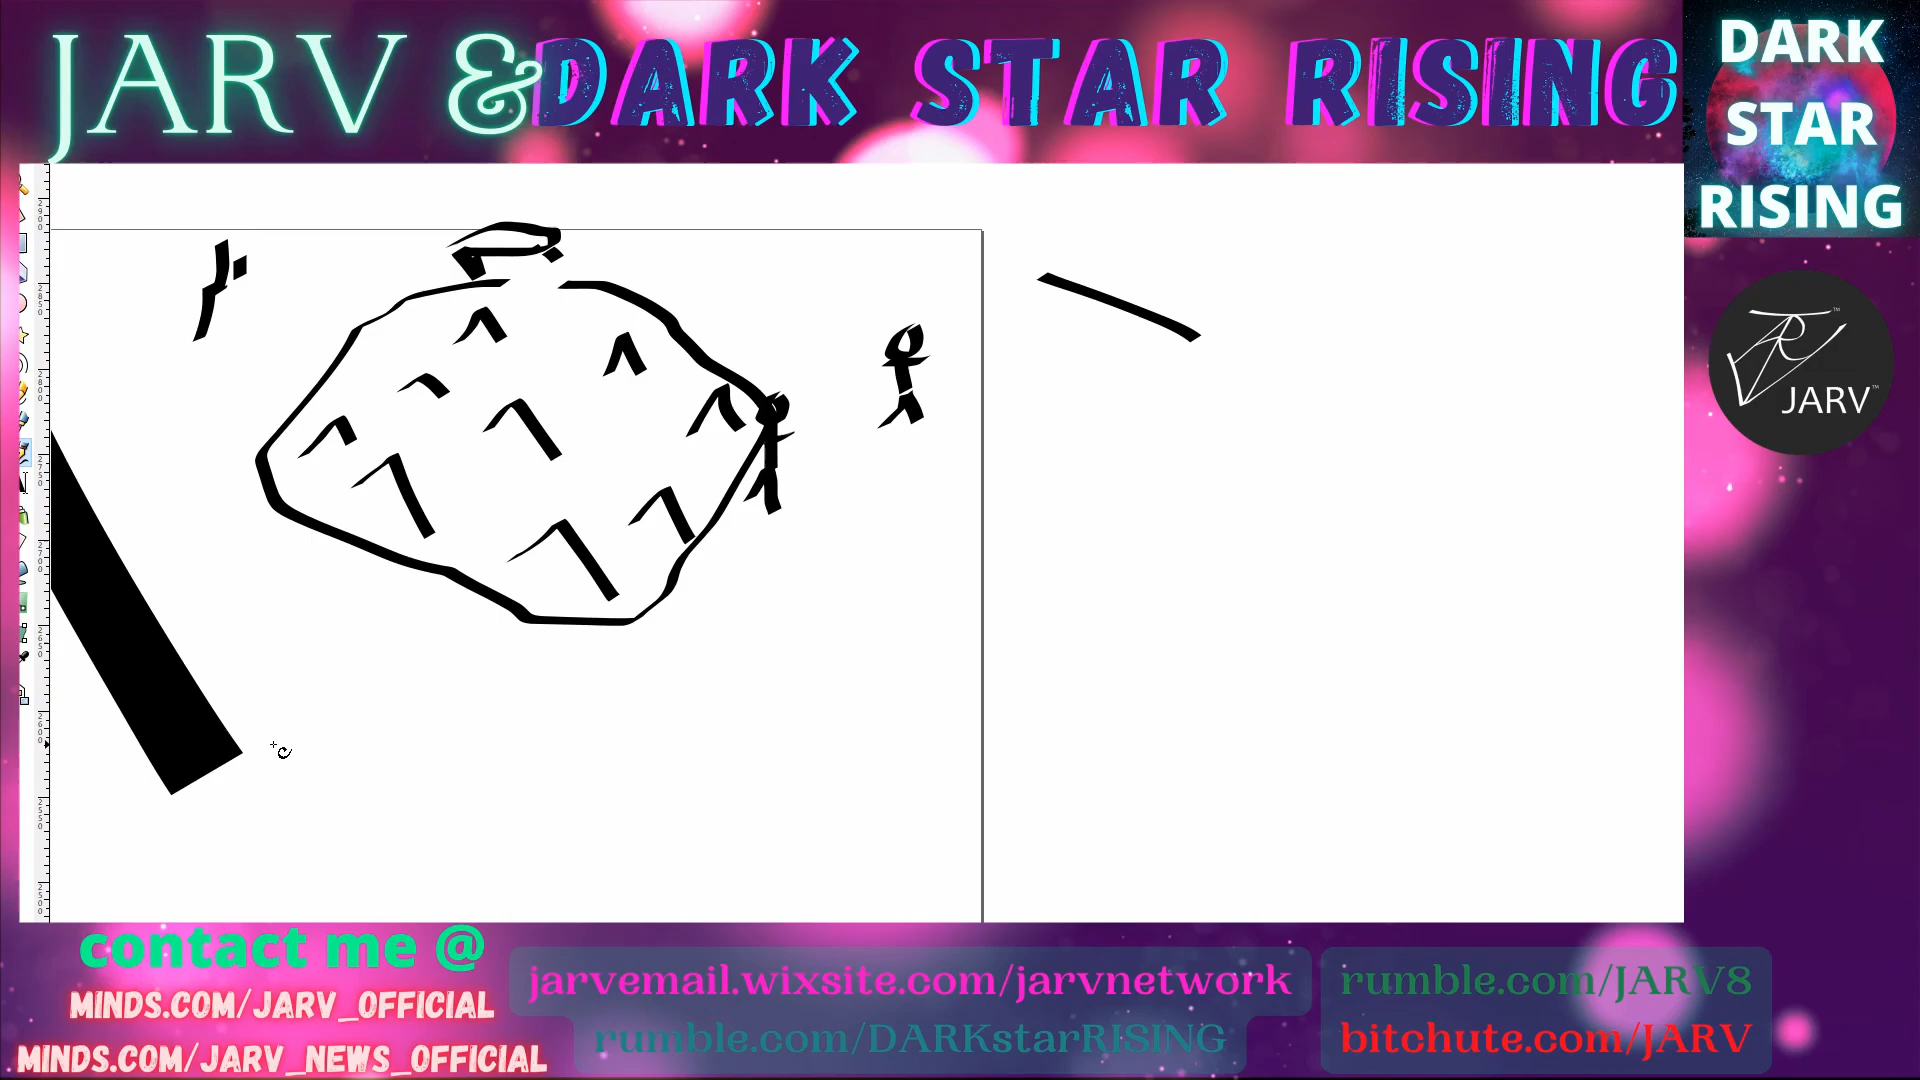 JARV & DARK STAR RISING
DARK
STAR
RISING
JARV™
contact me @
MINDS.COM/JARV_OFFICIAL
MINDS.COM/JARV_NEWS_OFFICIAL
jarvemail.wixsite.com/jarvnetwork
rumble.com/DARKstarRISING
rumble.com/JARV8
bitchute.com/JARV